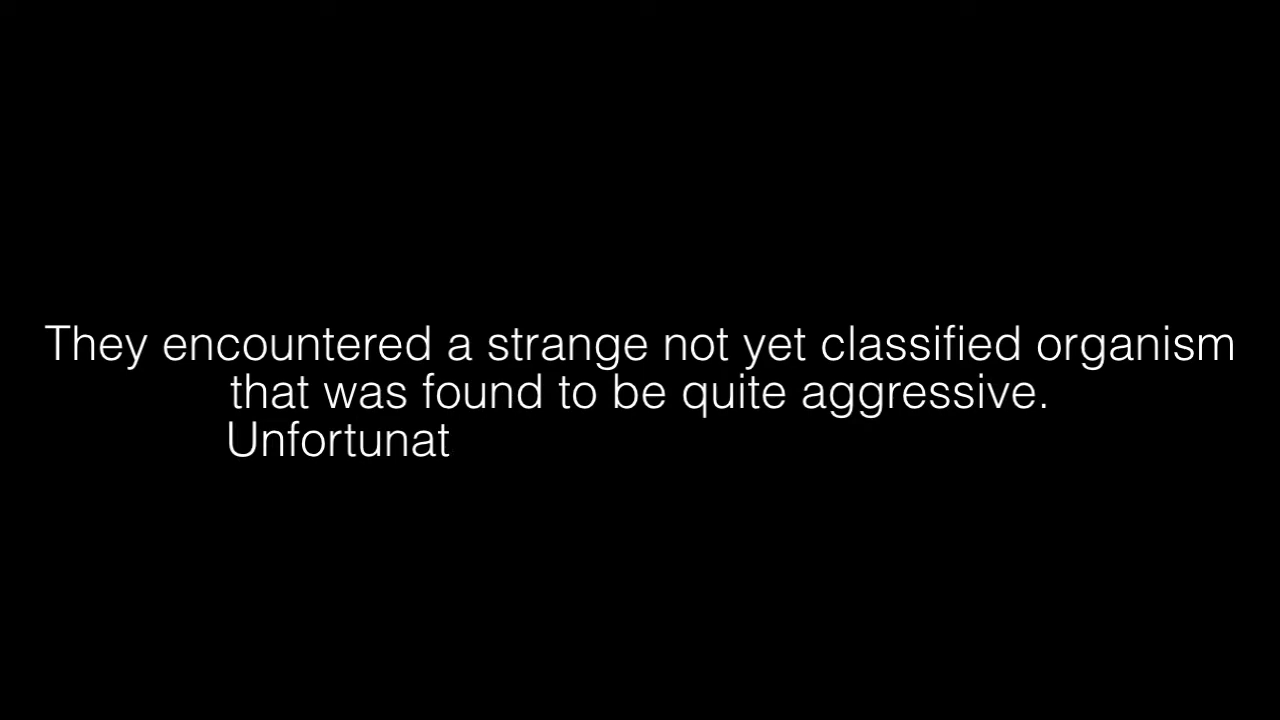 They encountered a strange not yet classified organism
that was found to be quite aggressive.
Unfortunat